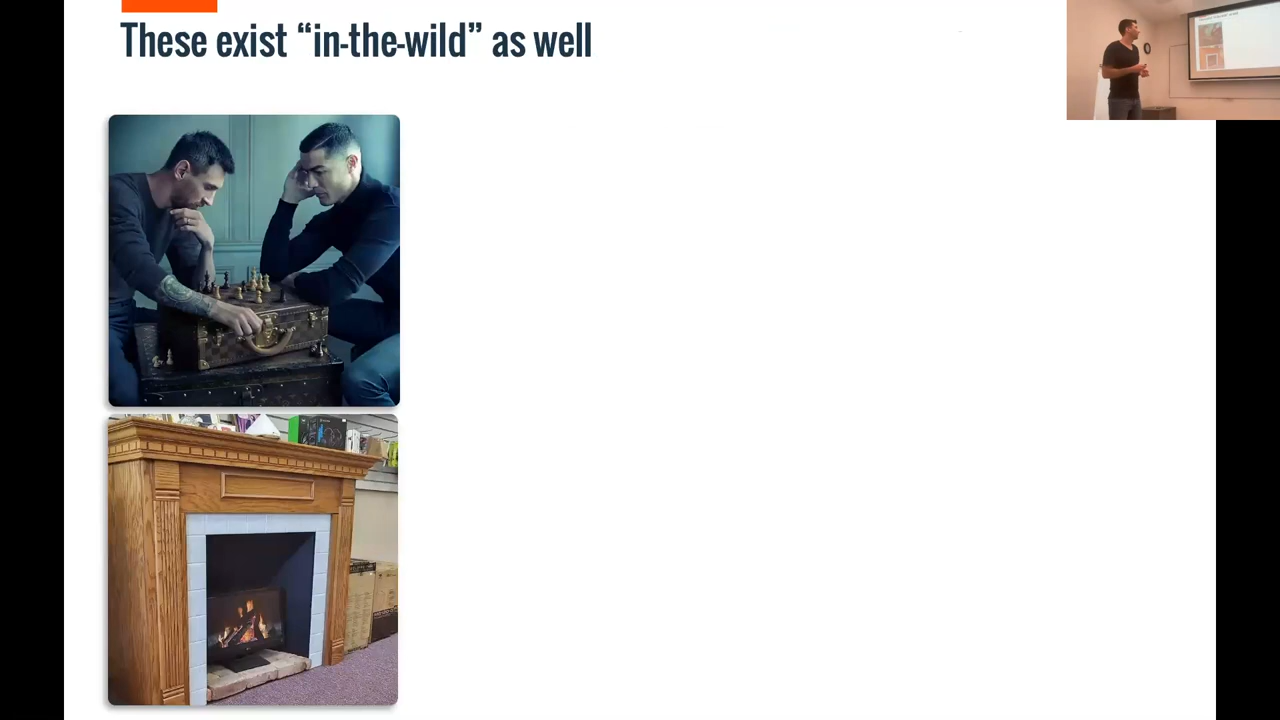 These exist “in-the-wild” as well